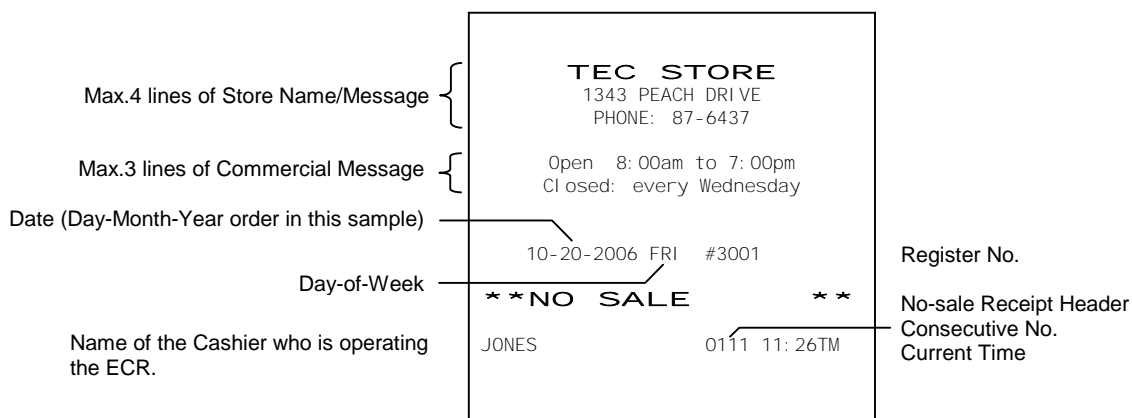 TEC STORE
Max.4 lines of Store Name/Message
1343 PEACH DRIVE
PHONE: 87-6437
Max.3 lines of Commercial Message
Open 8:00am to 7:00pm
Closed: every Wednesday
Date (Day-Month-Year order in this sample)
10-20-2006 FRI #3001
Register No.
Day-of-Week
**NO SALE **
No-sale Receipt Header
Consecutive No.
Name of the Cashier who is operating
the ECR.
JONES 0111 11:26TM
Current Time